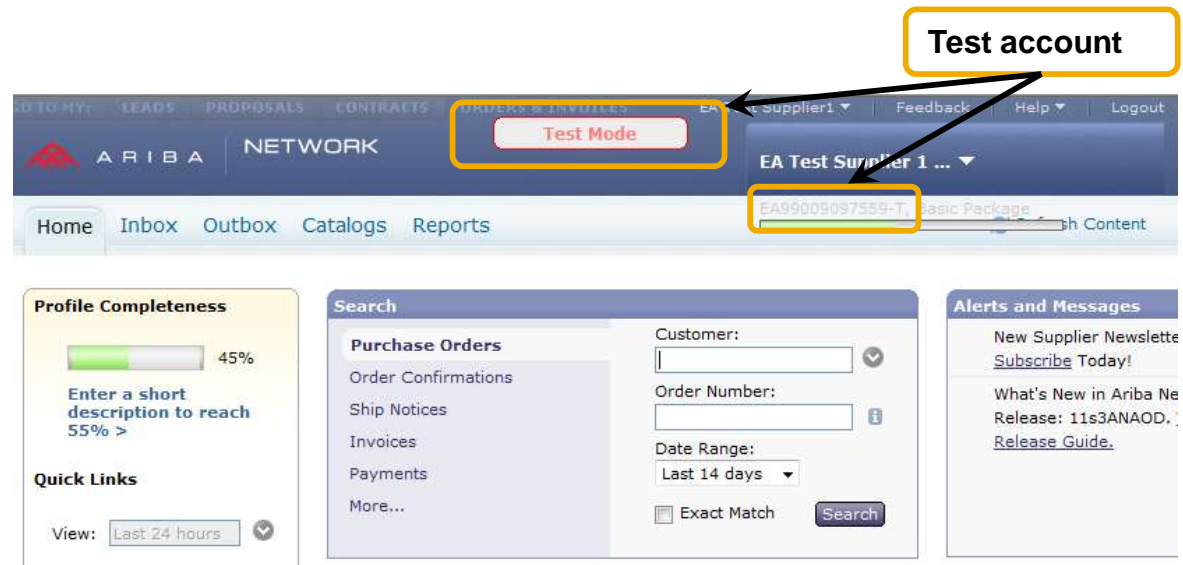 Test account
GO TO MY: LEADS PROPOSALS CONTRACTS ORDERS & INVOICES Supplier1 Feedback Help Logout
Test Mode
ARIBA NETWORK
EA Test Supplier 1 ...
EA99009097559-T, Basic Package
Home Inbox Outbox Catalogs Reports Content
Profile Completeness
45%
Enter a short
description to reach
55% >
Quick Links
View: Last 24 hours
Search
Purchase Orders
Order Confirmations
Ship Notices
Invoices
Payments
More...
Customer:
Order Number:
Date Range:
Last 14 days
Exact Match Search
Alerts and Messages
New Supplier Newslette
Subscribe Today!
What's New in Ariba Ne
Release: 11s3ANAOD.
Release Guide.